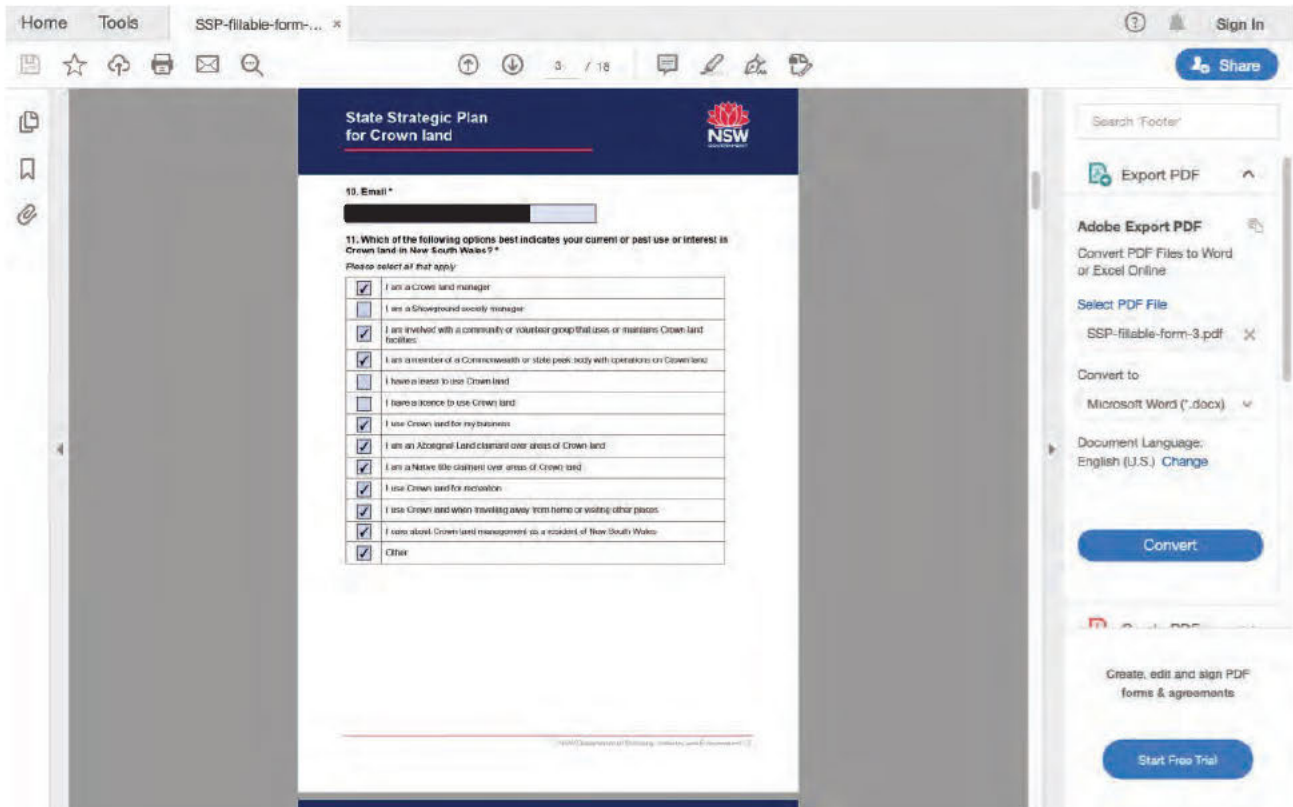 Home Tools SSP-fillable-form-... × Sign In
3 / 18
Share
State Strategic Plan
for Crown land
NSW
GOVERNMENT
10. Email *
11. Which of the following options best indicates your current or past use or interest in
Crown land in New South Wales? *
Please select all that apply
I am a Crown land manager
I am a Showground society manager
I am involved with a community or volunteer group that uses or maintains Crown land
facilities
I am a member of a Commonwealth or state peak body with operations on Crown land
I have a lease to use Crown land
I have a licence to use Crown land
I use Crown land for my business
I am an Aboriginal Land claimant over areas of Crown land
I am a Native title claimant over areas of Crown land
I use Crown land for recreation
I use Crown land when travelling away from home or visiting other places
I care about Crown land management as a resident of New South Wales
Other
Search 'Footer'
Export PDF
Adobe Export PDF
Convert PDF Files to Word
or Excel Online
Select PDF File
SSP-fillable-form-3.pdf
Convert to
Microsoft Word (*.docx)
Document Language:
English (U.S.) Change
Convert
Create, edit and sign PDF
forms & agreements
Start Free Trial